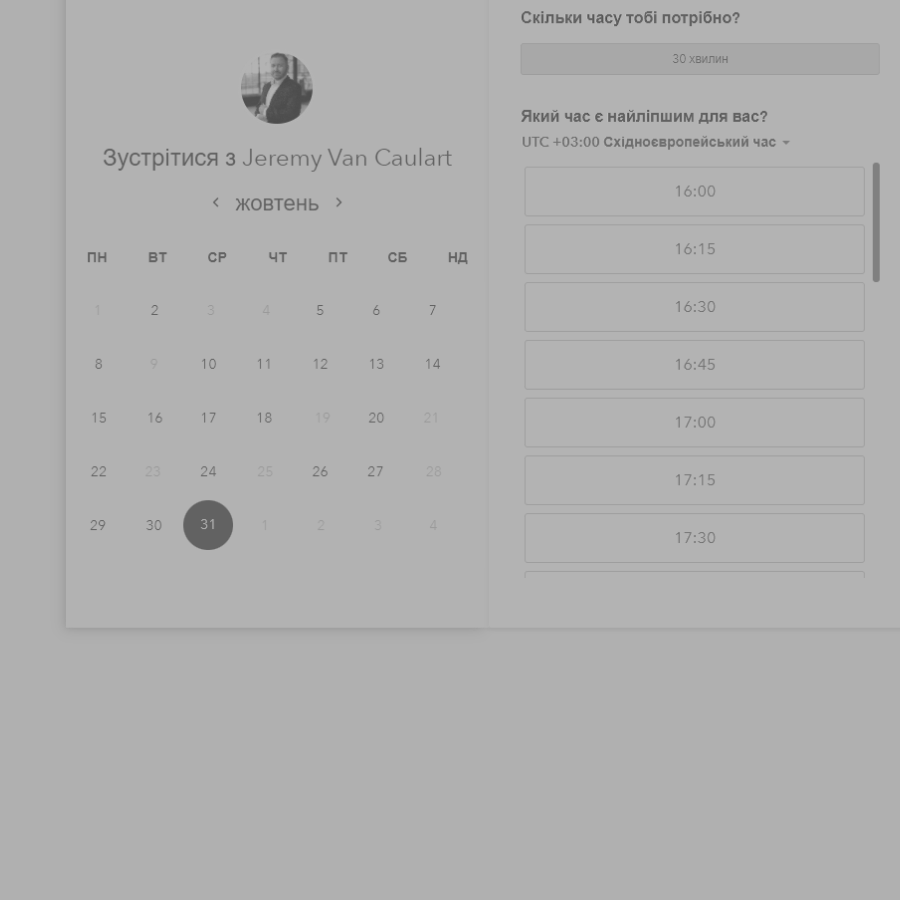 Зустрітися з Jeremy Van Caulart
жовтень
ПН ВТ СР ЧТ ПТ СБ НД
1 2 3 4 5 6 7
8 9 10 11 12 13 14
15 16 17 18 19 20 21
22 23 24 25 26 27 28
29 30 31 1 2 3 4
Скільки часу тобі потрібно?
30 хвилин
Який час є найліпшим для вас?
UTC +03:00 Східноєвропейський час
16:00
16:15
16:30
16:45
17:00
17:15
17:30